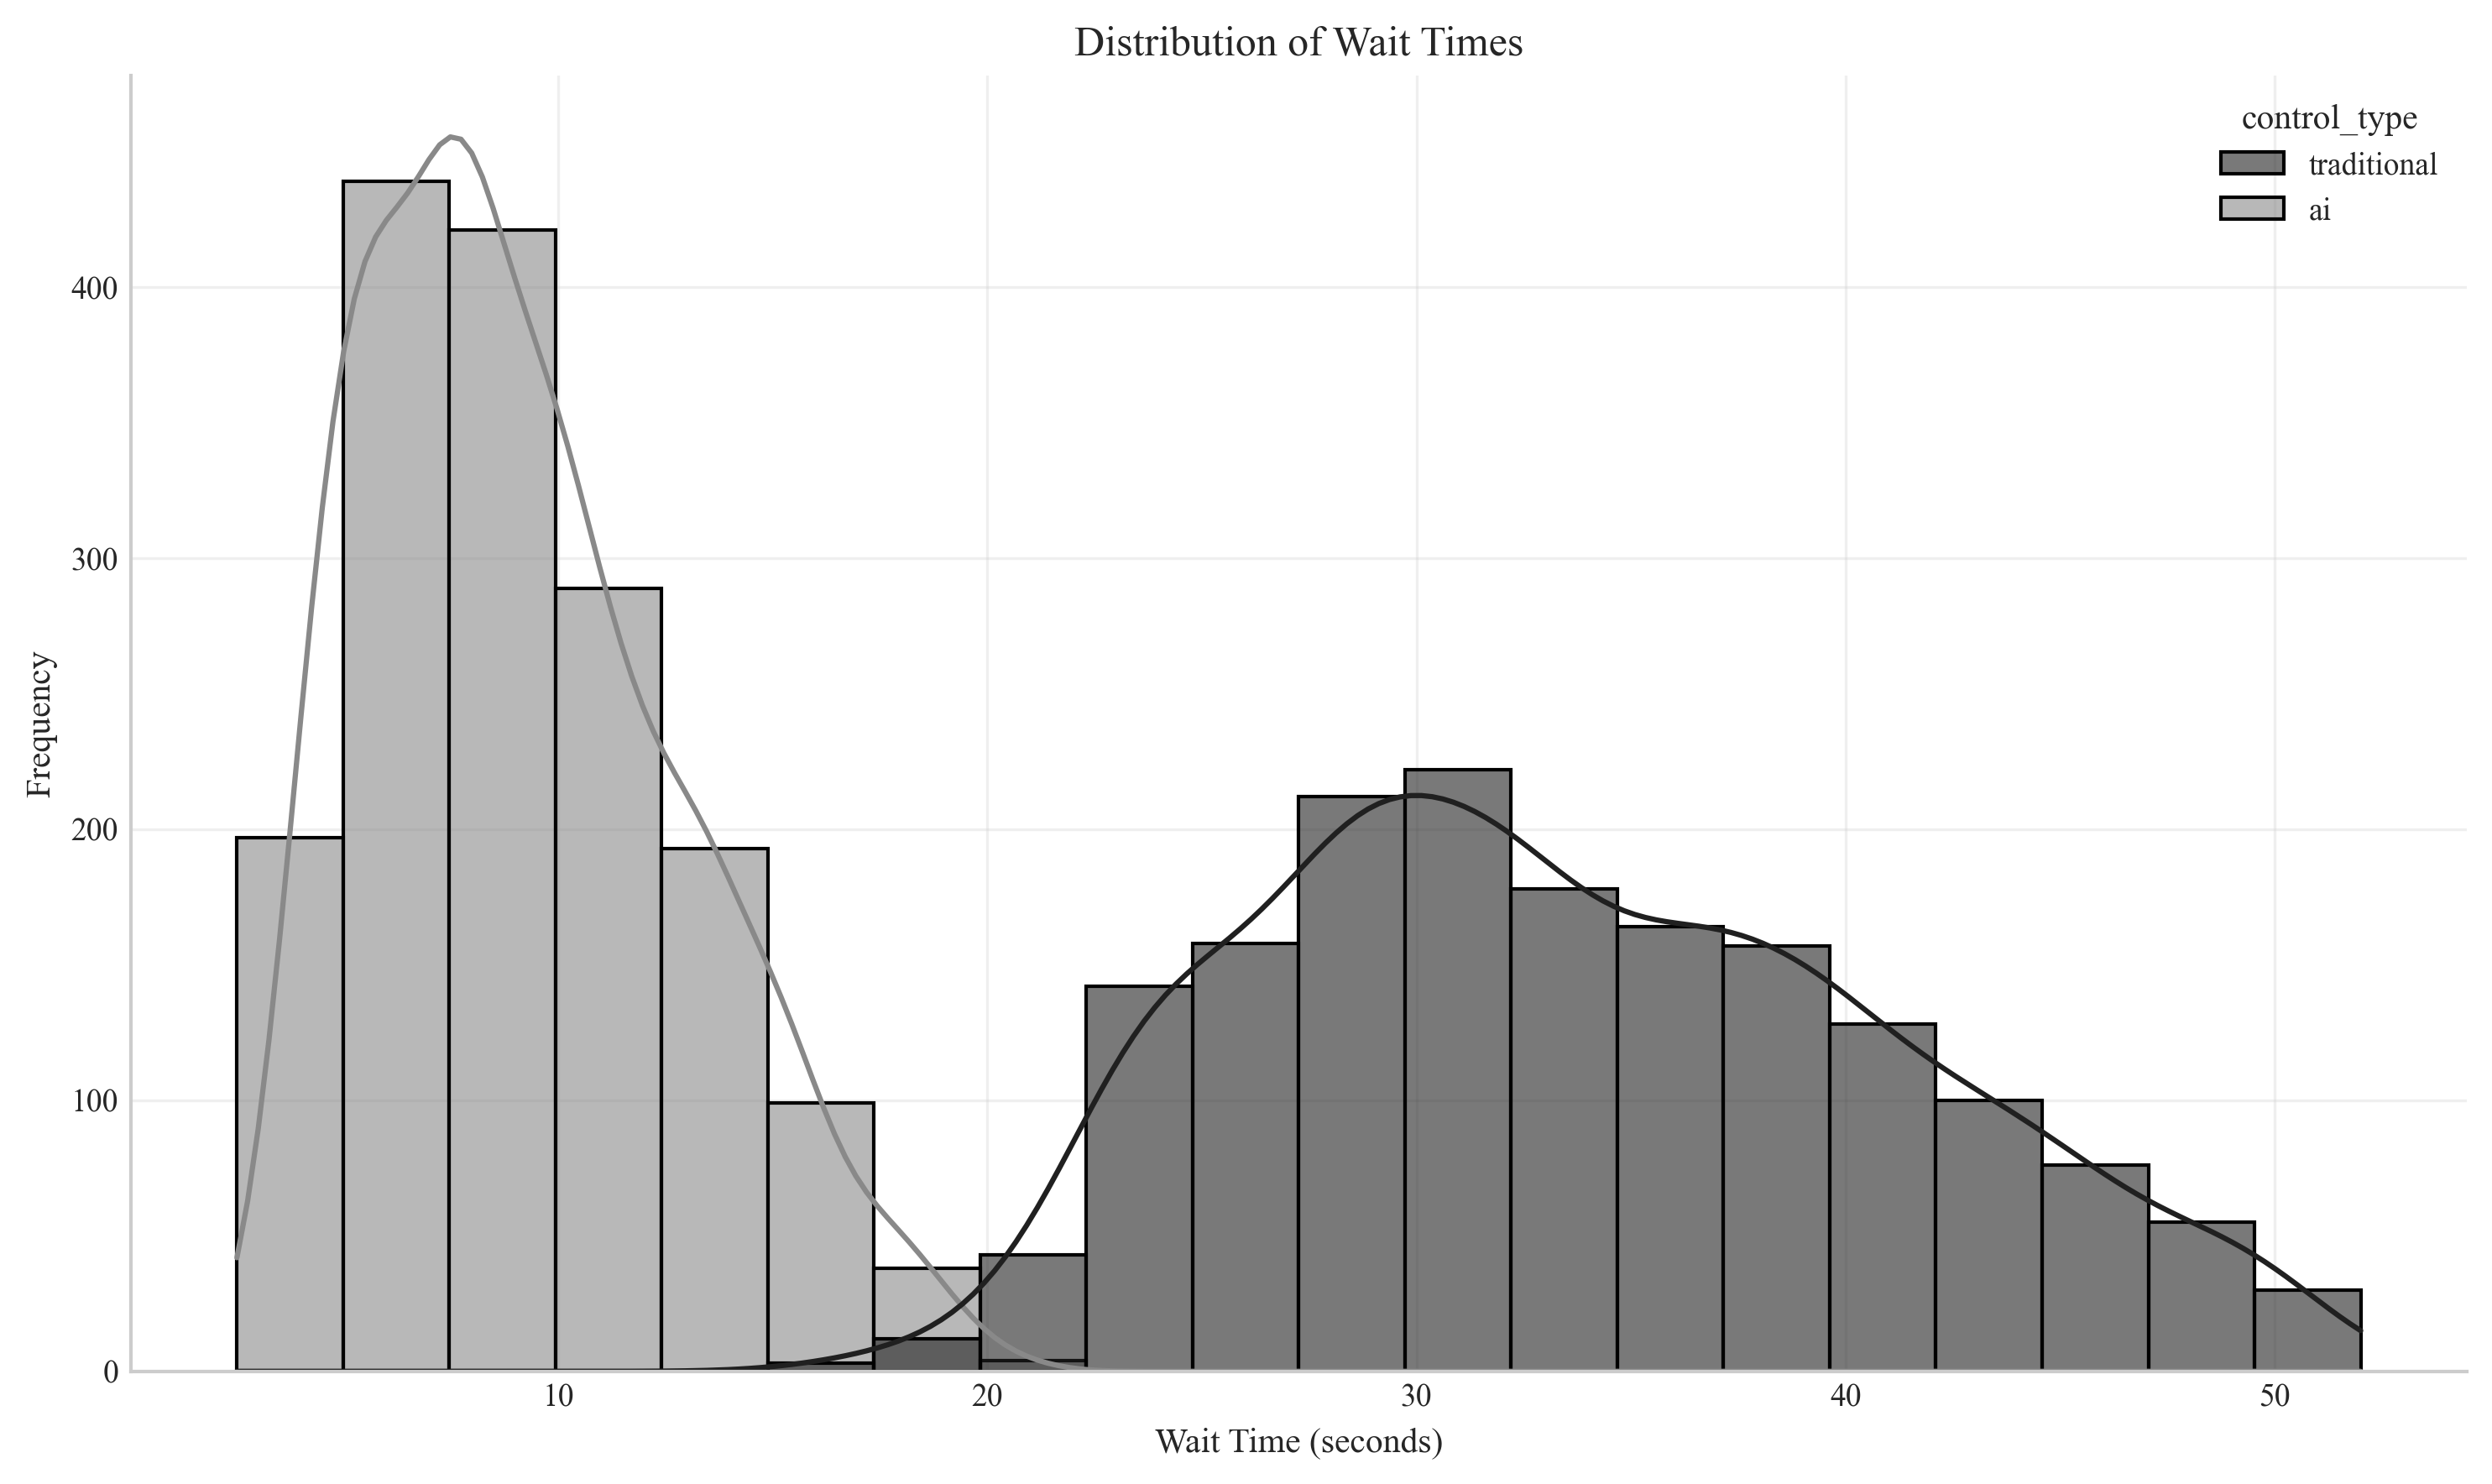 Distribution of Wait Times
control_type
traditional
ai
Frequency
400
300
200
100
0
10 20 30 40 50
Wait Time (seconds)